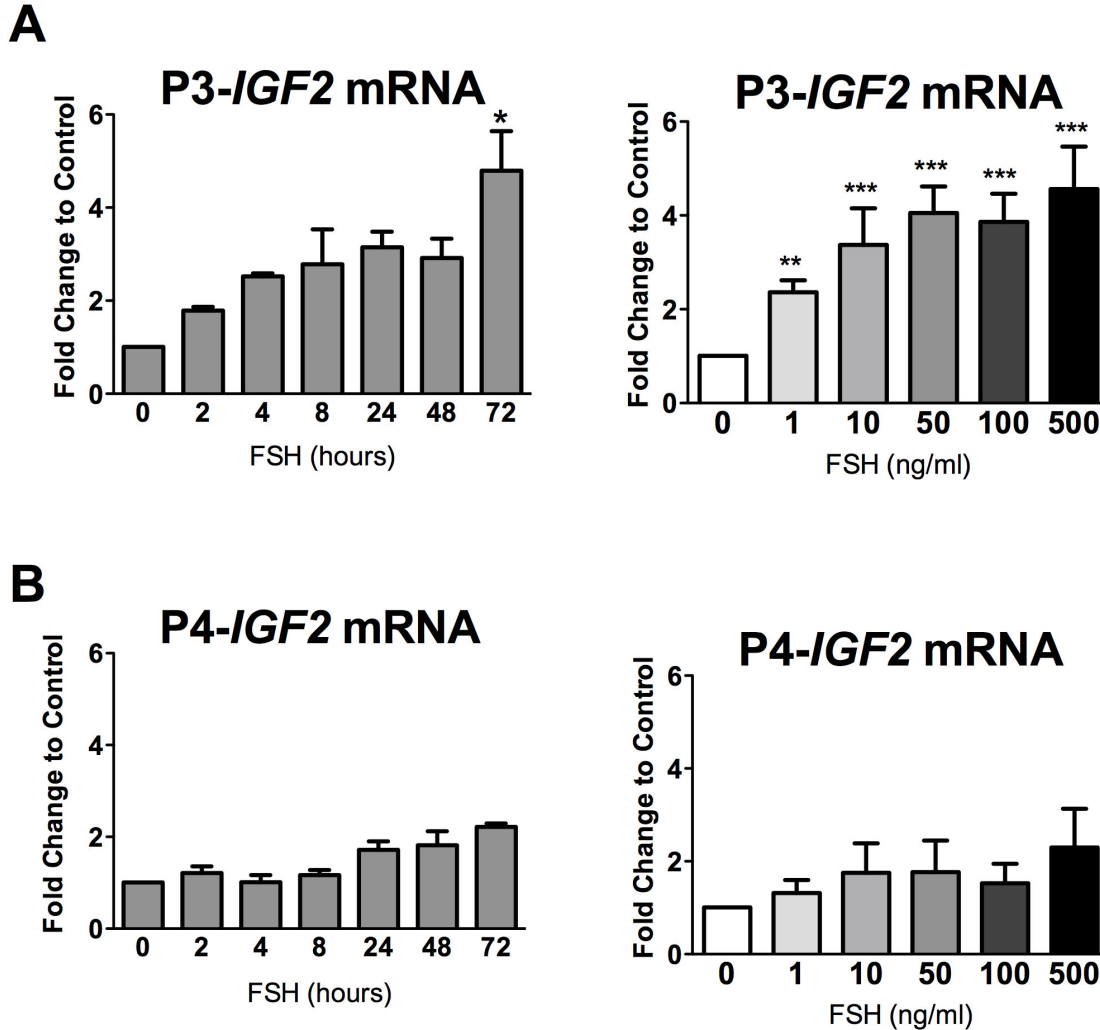 A
P3-IGF2 mRNA
Fold Change to Control
6
4
2
0
*
0 2 4 8 24 48 72
FSH (hours)
P3-IGF2 mRNA
Fold Change to Control
6
4
2
0
** *** *** *** ***
0 1 10 50 100 500
FSH (ng/ml)
B
P4-IGF2 mRNA
Fold Change to Control
6
4
2
0
0 2 4 8 24 48 72
FSH (hours)
P4-IGF2 mRNA
Fold Change to Control
6
4
2
0
0 1 10 50 100 500
FSH (ng/ml)